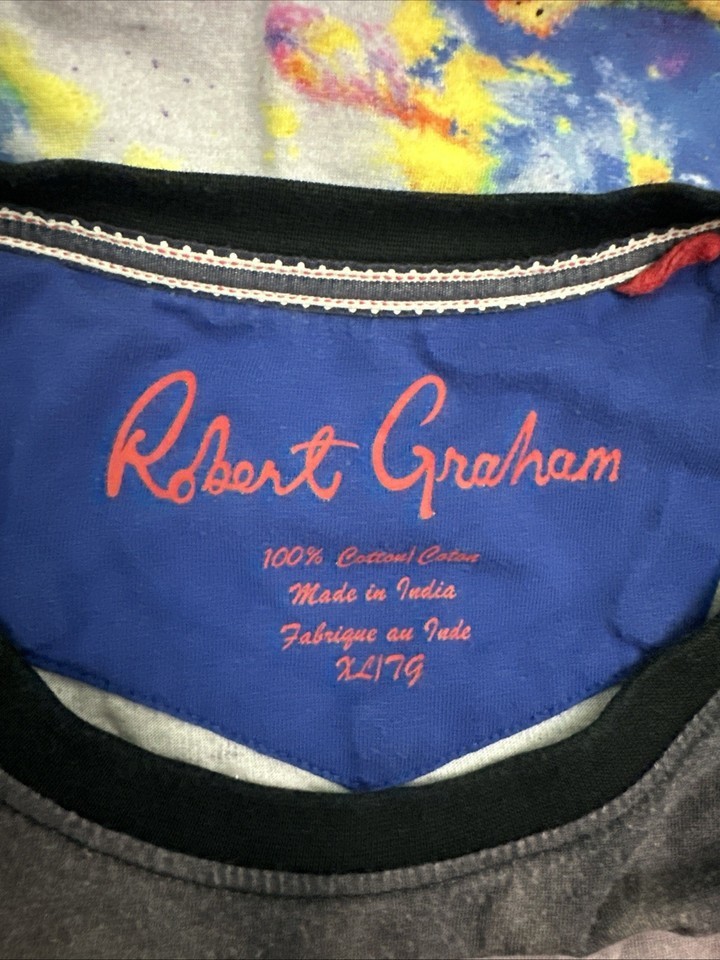 Robert Graham
100% Cotton/Coton
Made in India
Fabrique au Inde
XL/TG